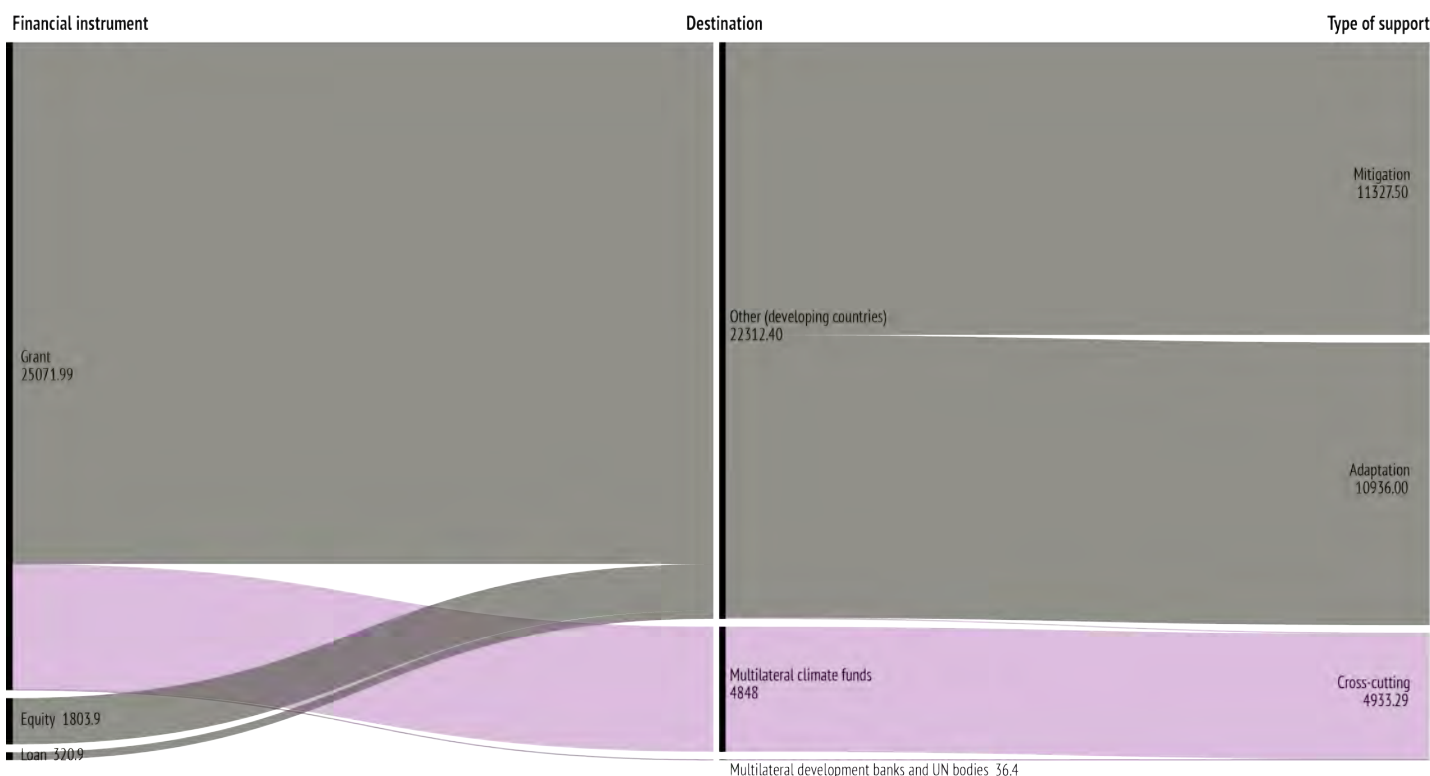 Financial instrument
Destination
Type of support
Mitigation
11327.50
Other (developing countries)
22312.40
Grant
25071.99
Adaptation
10936.00
Multilateral climate funds
4848
Cross-cutting
4933.29
Equity 1803.9
Loan 320.9
Multilateral development banks and UN bodies 36.4